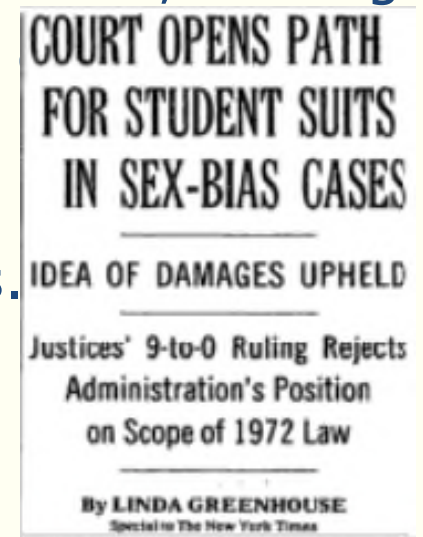 COURT OPENS PATH
FOR STUDENT SUITS
IN SEX-BIAS CASES
IDEA OF DAMAGES UPHELD
Justices' 9-to-0 Ruling Rejects
Administration's Position
on Scope of 1972 Law
By LINDA GREENHOUSE
Special to The New York Times